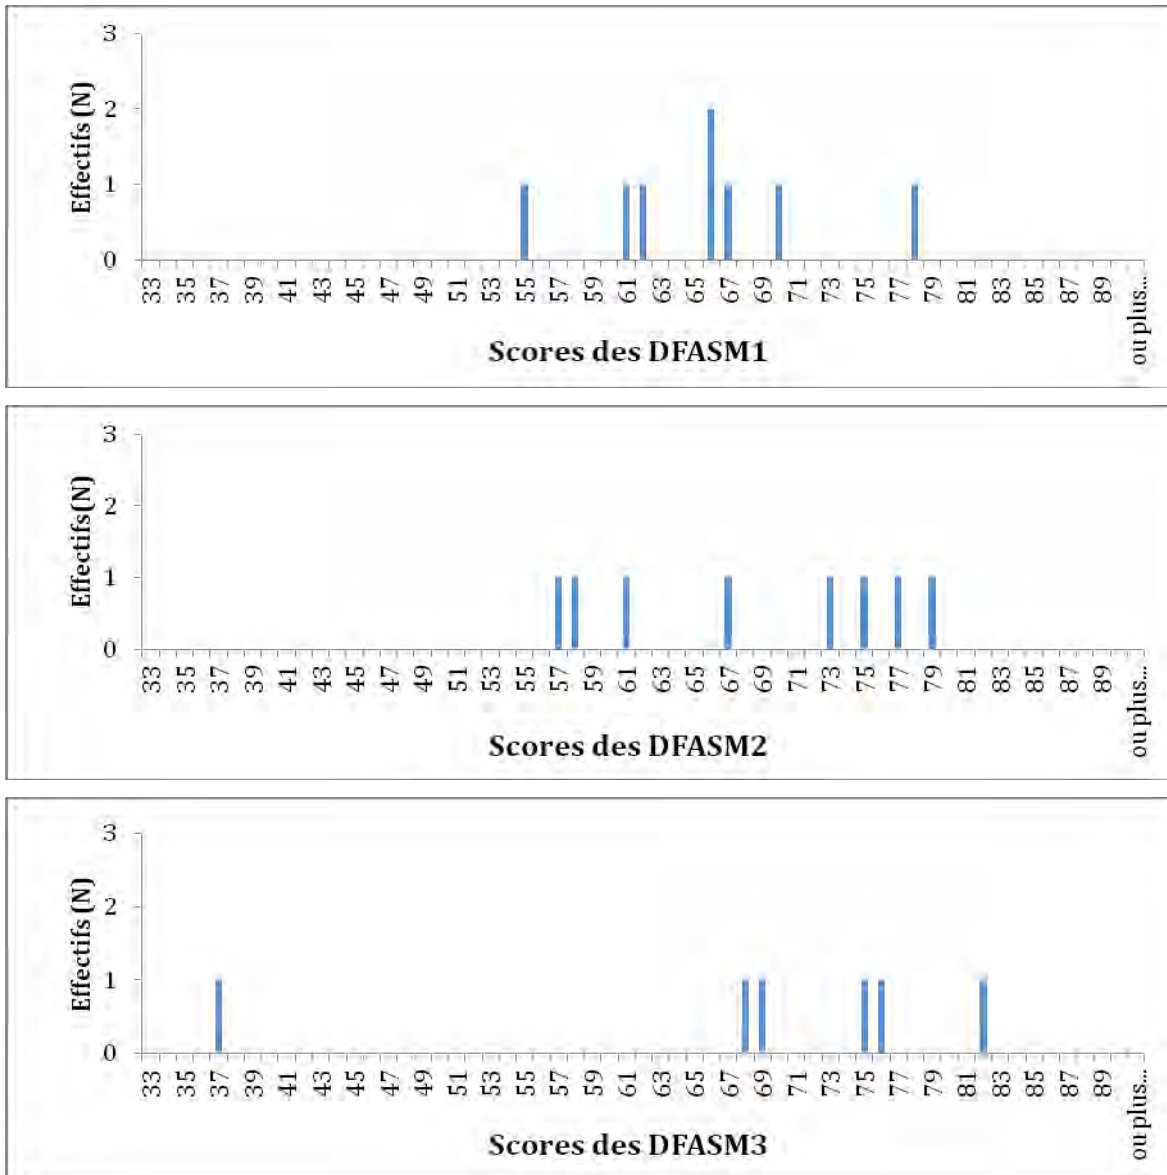 3
2
1
0
Effectifs (N)
33 35 37 39 41 43 45 47 49 51 53 55 57 59 61 63 65 67 69 71 73 75 77 79 81 83 85 87 89 ou plus...
Scores des DFASM1
3
2
1
0
Effectifs(N)
33 35 37 39 41 43 45 47 49 51 53 55 57 59 61 63 65 67 69 71 73 75 77 79 81 83 85 87 89 ou plus...
Scores des DFASM2
3
2
1
0
Effectifs (N)
33 35 37 39 41 43 45 47 49 51 53 55 57 59 61 63 65 67 69 71 73 75 77 79 81 83 85 87 89 ou plus...
Scores des DFASM3